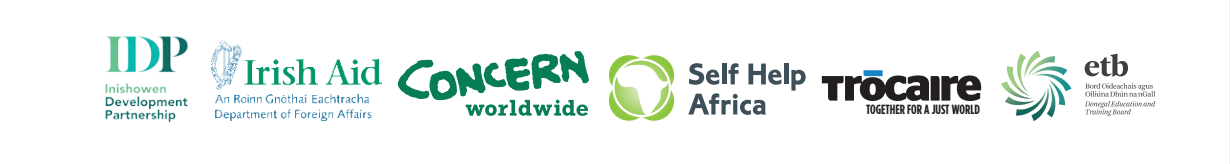 IDP
Inishowen
Development
Partnership
Irish Aid
An Roinn Gnóthaí Eachtracha
Department of Foreign Affairs
CONCERN
worldwide
Self Help
Africa
Trōcaire
TOGETHER FOR A JUST WORLD
etb
Bord Oideachais agus
Oiliúna Dhún na nGall
Donegal Education and
Training Board